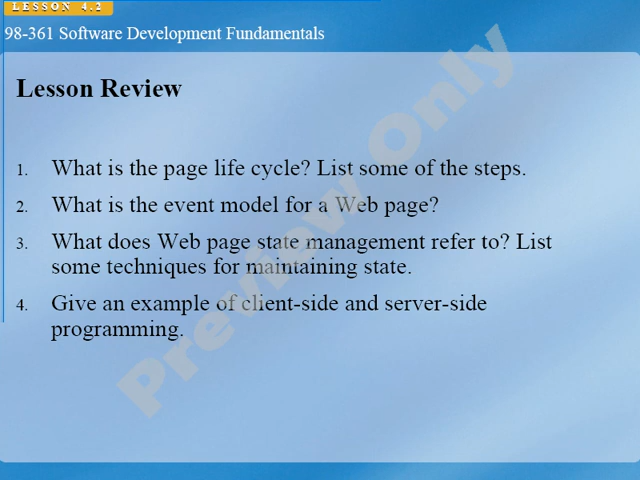 LESSON 4.2
98-361 Software Development Fundamentals
Lesson Review
1. What is the page life cycle? List some of the steps.
2. What is the event model for a Web page?
3. What does Web page state management refer to? List
some techniques for maintaining state.
4. Give an example of client-side and server-side
programming.
Preview Only